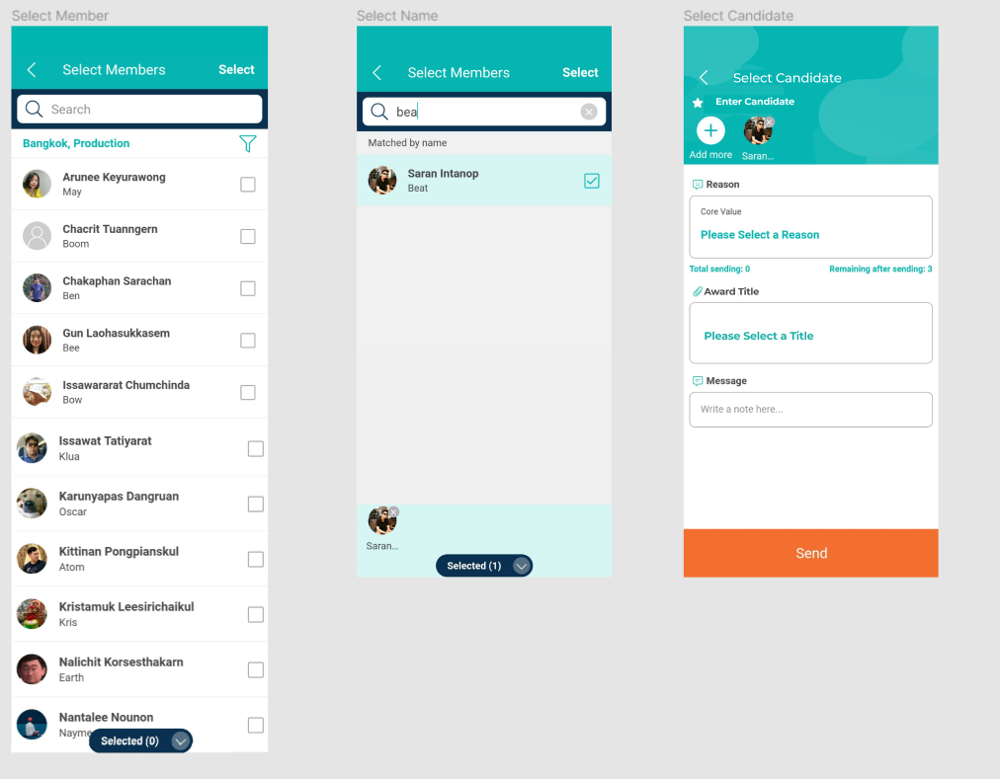 Select Member
Select Members
Select
Search
Bangkok, Production
Arunee Keyurawong
May
Chacrit Tuanngern
Boom
Chakaphan Sarachan
Ben
Gun Laohasukkasem
Bee
Issawararat Chumchinda
Bow
Issawat Tatiyarat
Klua
Karunyapas Dangruan
Oscar
Kittinan Pongpianskul
Atom
Kristamuk Leesirichaikul
Kris
Nalichit Korsesthakarn
Earth
Nantalee Nounon
Nayme
Selected (0)
Select Name
Select Members
Select
bea
Matched by name
Saran Intanop
Beat
Saran...
Selected (1)
Select Candidate
Select Candidate
Enter Candidate
Add more
Saran...
Reason
Core Value
Please Select a Reason
Total sending: 0
Remaining after sending: 3
Award Title
Please Select a Title
Message
Write a note here...
Send